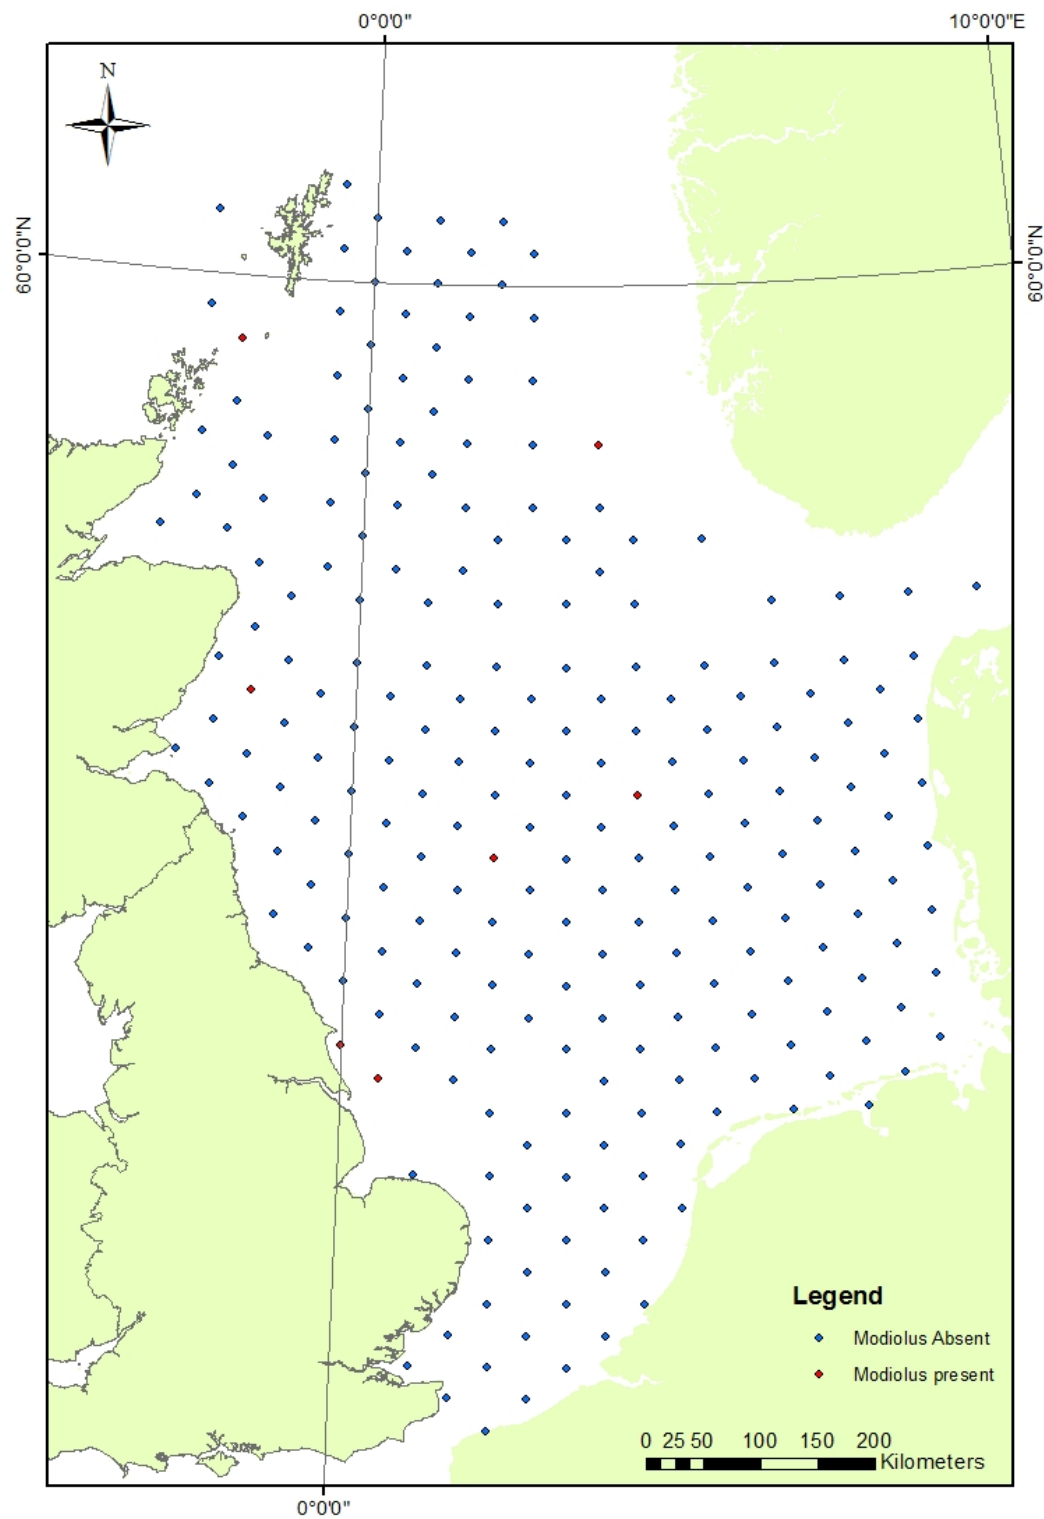 0°0'0" 10°0'0"E
N
60°0'0"N 60°0'0"N
Legend
Modiolus Absent
Modiolus present
0 25 50 100 150 200
Kilometers
0°0'0"